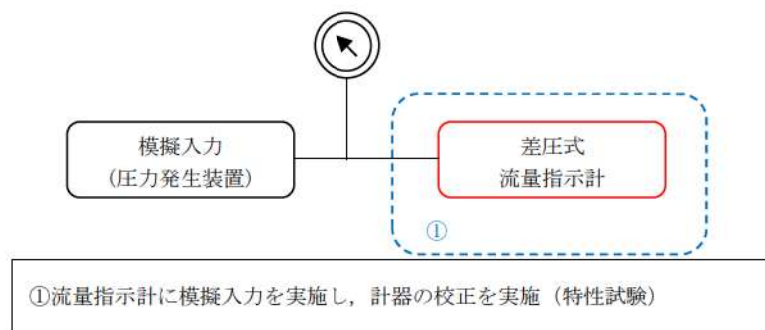 模擬入力
(圧力発生装置)
差圧式
流量指示計
①
①流量指示計に模擬入力を実施し，計器の校正を実施（特性試験）